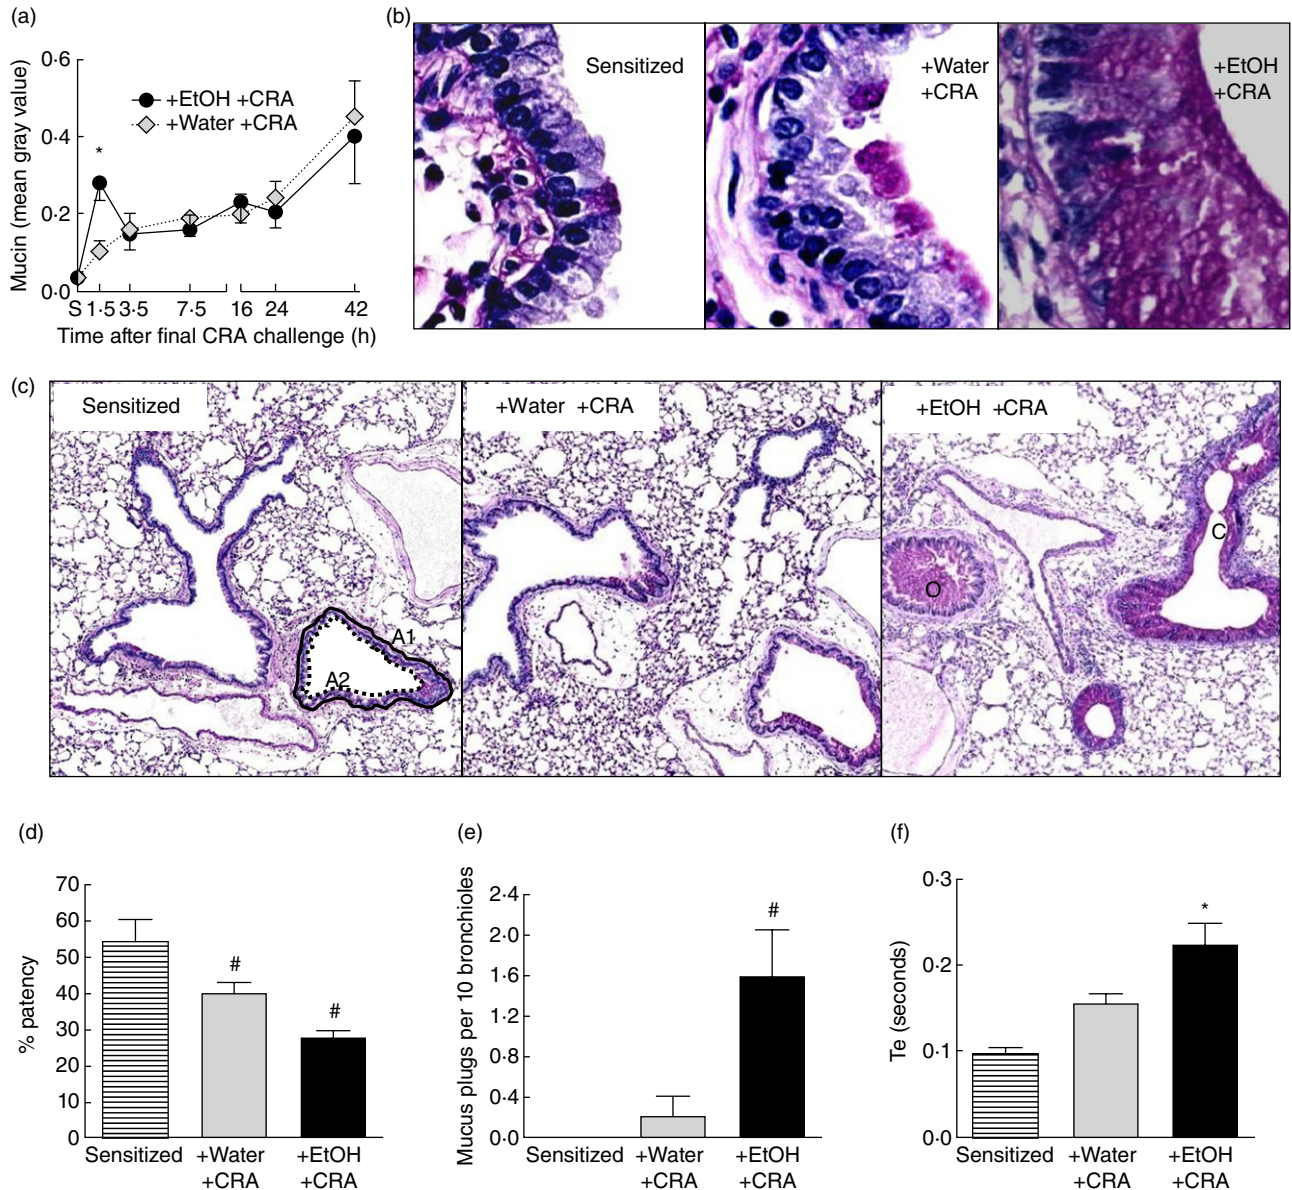 (a)
0·6
0·4
0·2
0·0
Mucin (mean gray value)
+EtOH +CRA
+Water +CRA
*
S 1·5 3·5 7·5 16 24 42
Time after final CRA challenge (h)
(b)
Sensitized
+Water
+CRA
+EtOH
+CRA
(c)
Sensitized
A1
A2
+Water +CRA
+EtOH +CRA
O
C
(d)
70
60
50
40
30
20
10
0
% patency
#
#
Sensitized +Water +EtOH
+CRA +CRA
(e)
2·4
2·0
1·6
1·2
0·8
0·4
0·0
Mucus plugs per 10 bronchioles
#
Sensitized +Water +EtOH
+CRA +CRA
(f)
0·3
0·2
0·1
0·0
Te (seconds)
*
Sensitized +Water +EtOH
+CRA +CRA